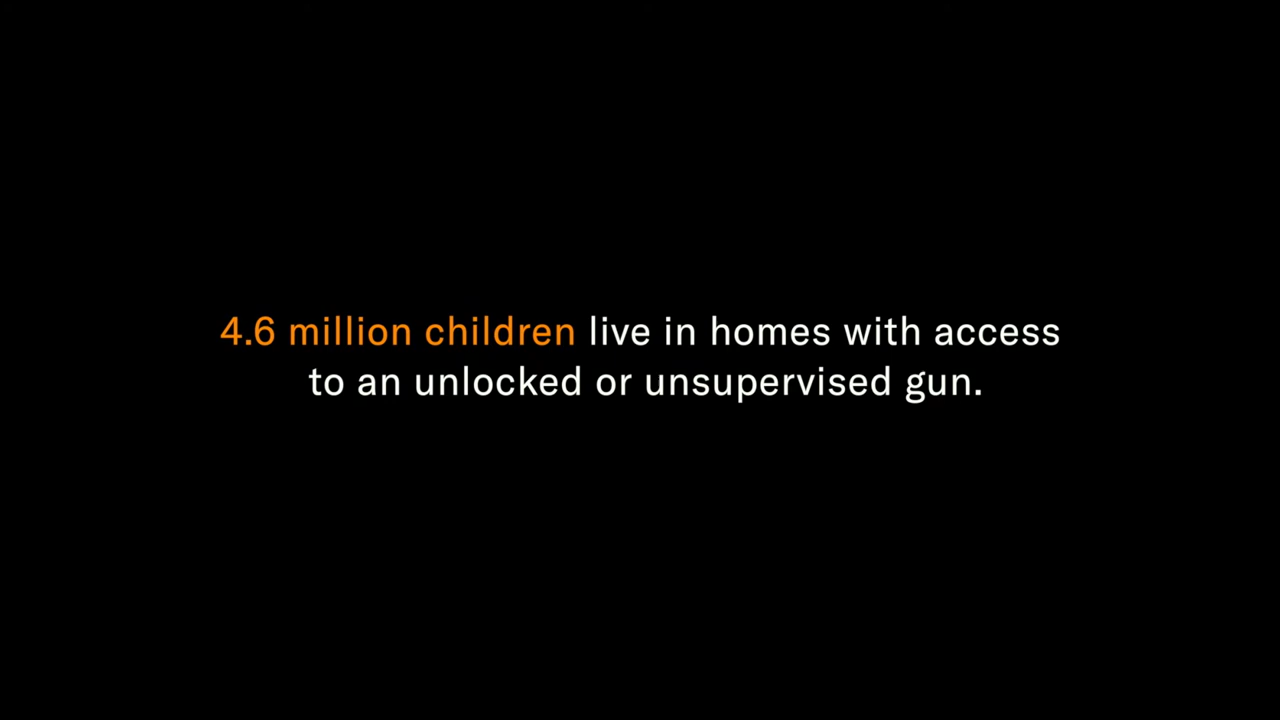 4.6 million children live in homes with access
to an unlocked or unsupervised gun.